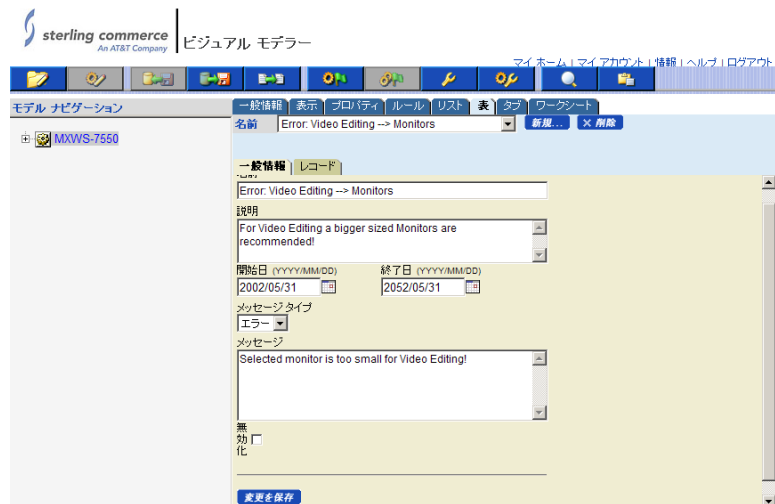 sterling commerce
An AT&T Company
ビジュアル モデラー
マイ ホーム | マイ アカウント | 情報 | ヘルプ | ログアウト
モデル ナビゲーション
一般情報 表示 プロパティ ルール リスト 表 タブ ワークシート
名前 Error: Video Editing --> Monitors 新規... 削除
MXWS-7550
一般情報 レコード
名前
Error: Video Editing --> Monitors
説明
For Video Editing a bigger sized Monitors are
recommended!
開始日 (YYYY/MM/DD) 終了日 (YYYY/MM/DD)
2002/05/31 2052/05/31
メッセージ タイプ
エラー
メッセージ
Selected monitor is too small for Video Editing!
無
効
化
変更を保存